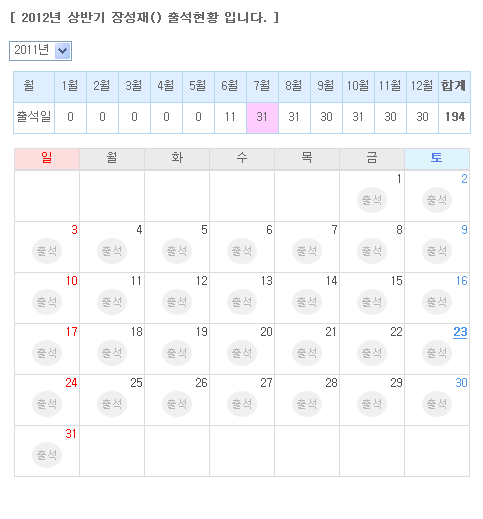 [ 2012년 상반기 장성재() 출석현황 입니다. ]
2011년
월 1월 2월 3월 4월 5월 6월 7월 8월 9월 10월 11월 12월 합계
출석일 0 0 0 0 0 11 31 31 30 31 30 30 194
일 월 화 수 목 금 토
1 2
출석 출석
3 4 5 6 7 8 9
출석 출석 출석 출석 출석 출석 출석
10 11 12 13 14 15 16
출석 출석 출석 출석 출석 출석 출석
17 18 19 20 21 22 23
출석 출석 출석 출석 출석 출석 출석
24 25 26 27 28 29 30
출석 출석 출석 출석 출석 출석 출석
31
출석